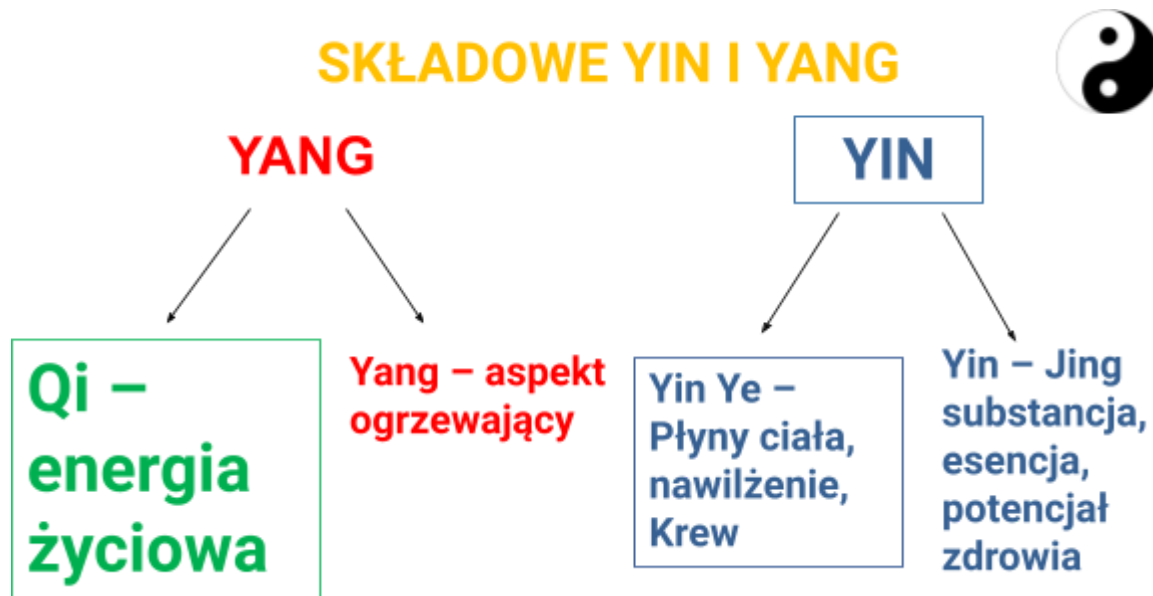 SKŁADOWE YIN I YANG
YANG
YIN
Qi –
energia
życiowa
Yang – aspekt
ogrzewający
Yin Ye –
Płyny ciała,
nawilżenie,
Krew
Yin – Jing
substancja,
esencja,
potencjał
zdrowia